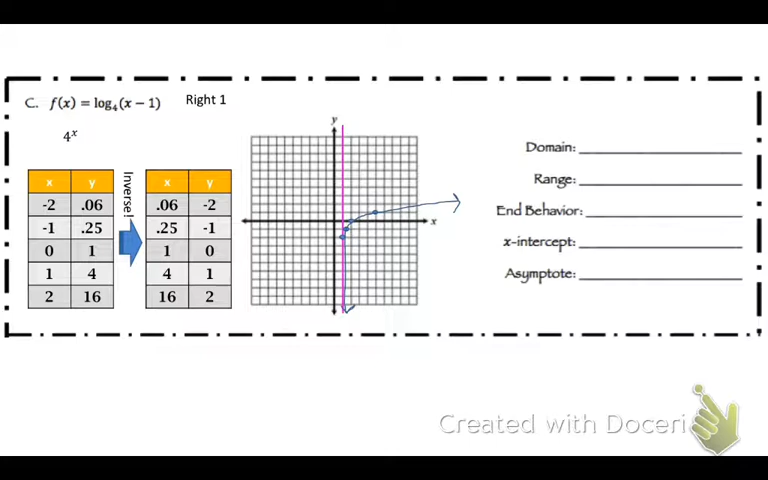 C. f(x) = log₄(x − 1) Right 1
4ˣ
x y
-2 .06
-1 .25
0 1
1 4
2 16
Inverse!
x y
.06 -2
.25 -1
1 0
4 1
16 2
y
x
Domain:
Range:
End Behavior:
x-intercept:
Asymptote:
Created with Doceri